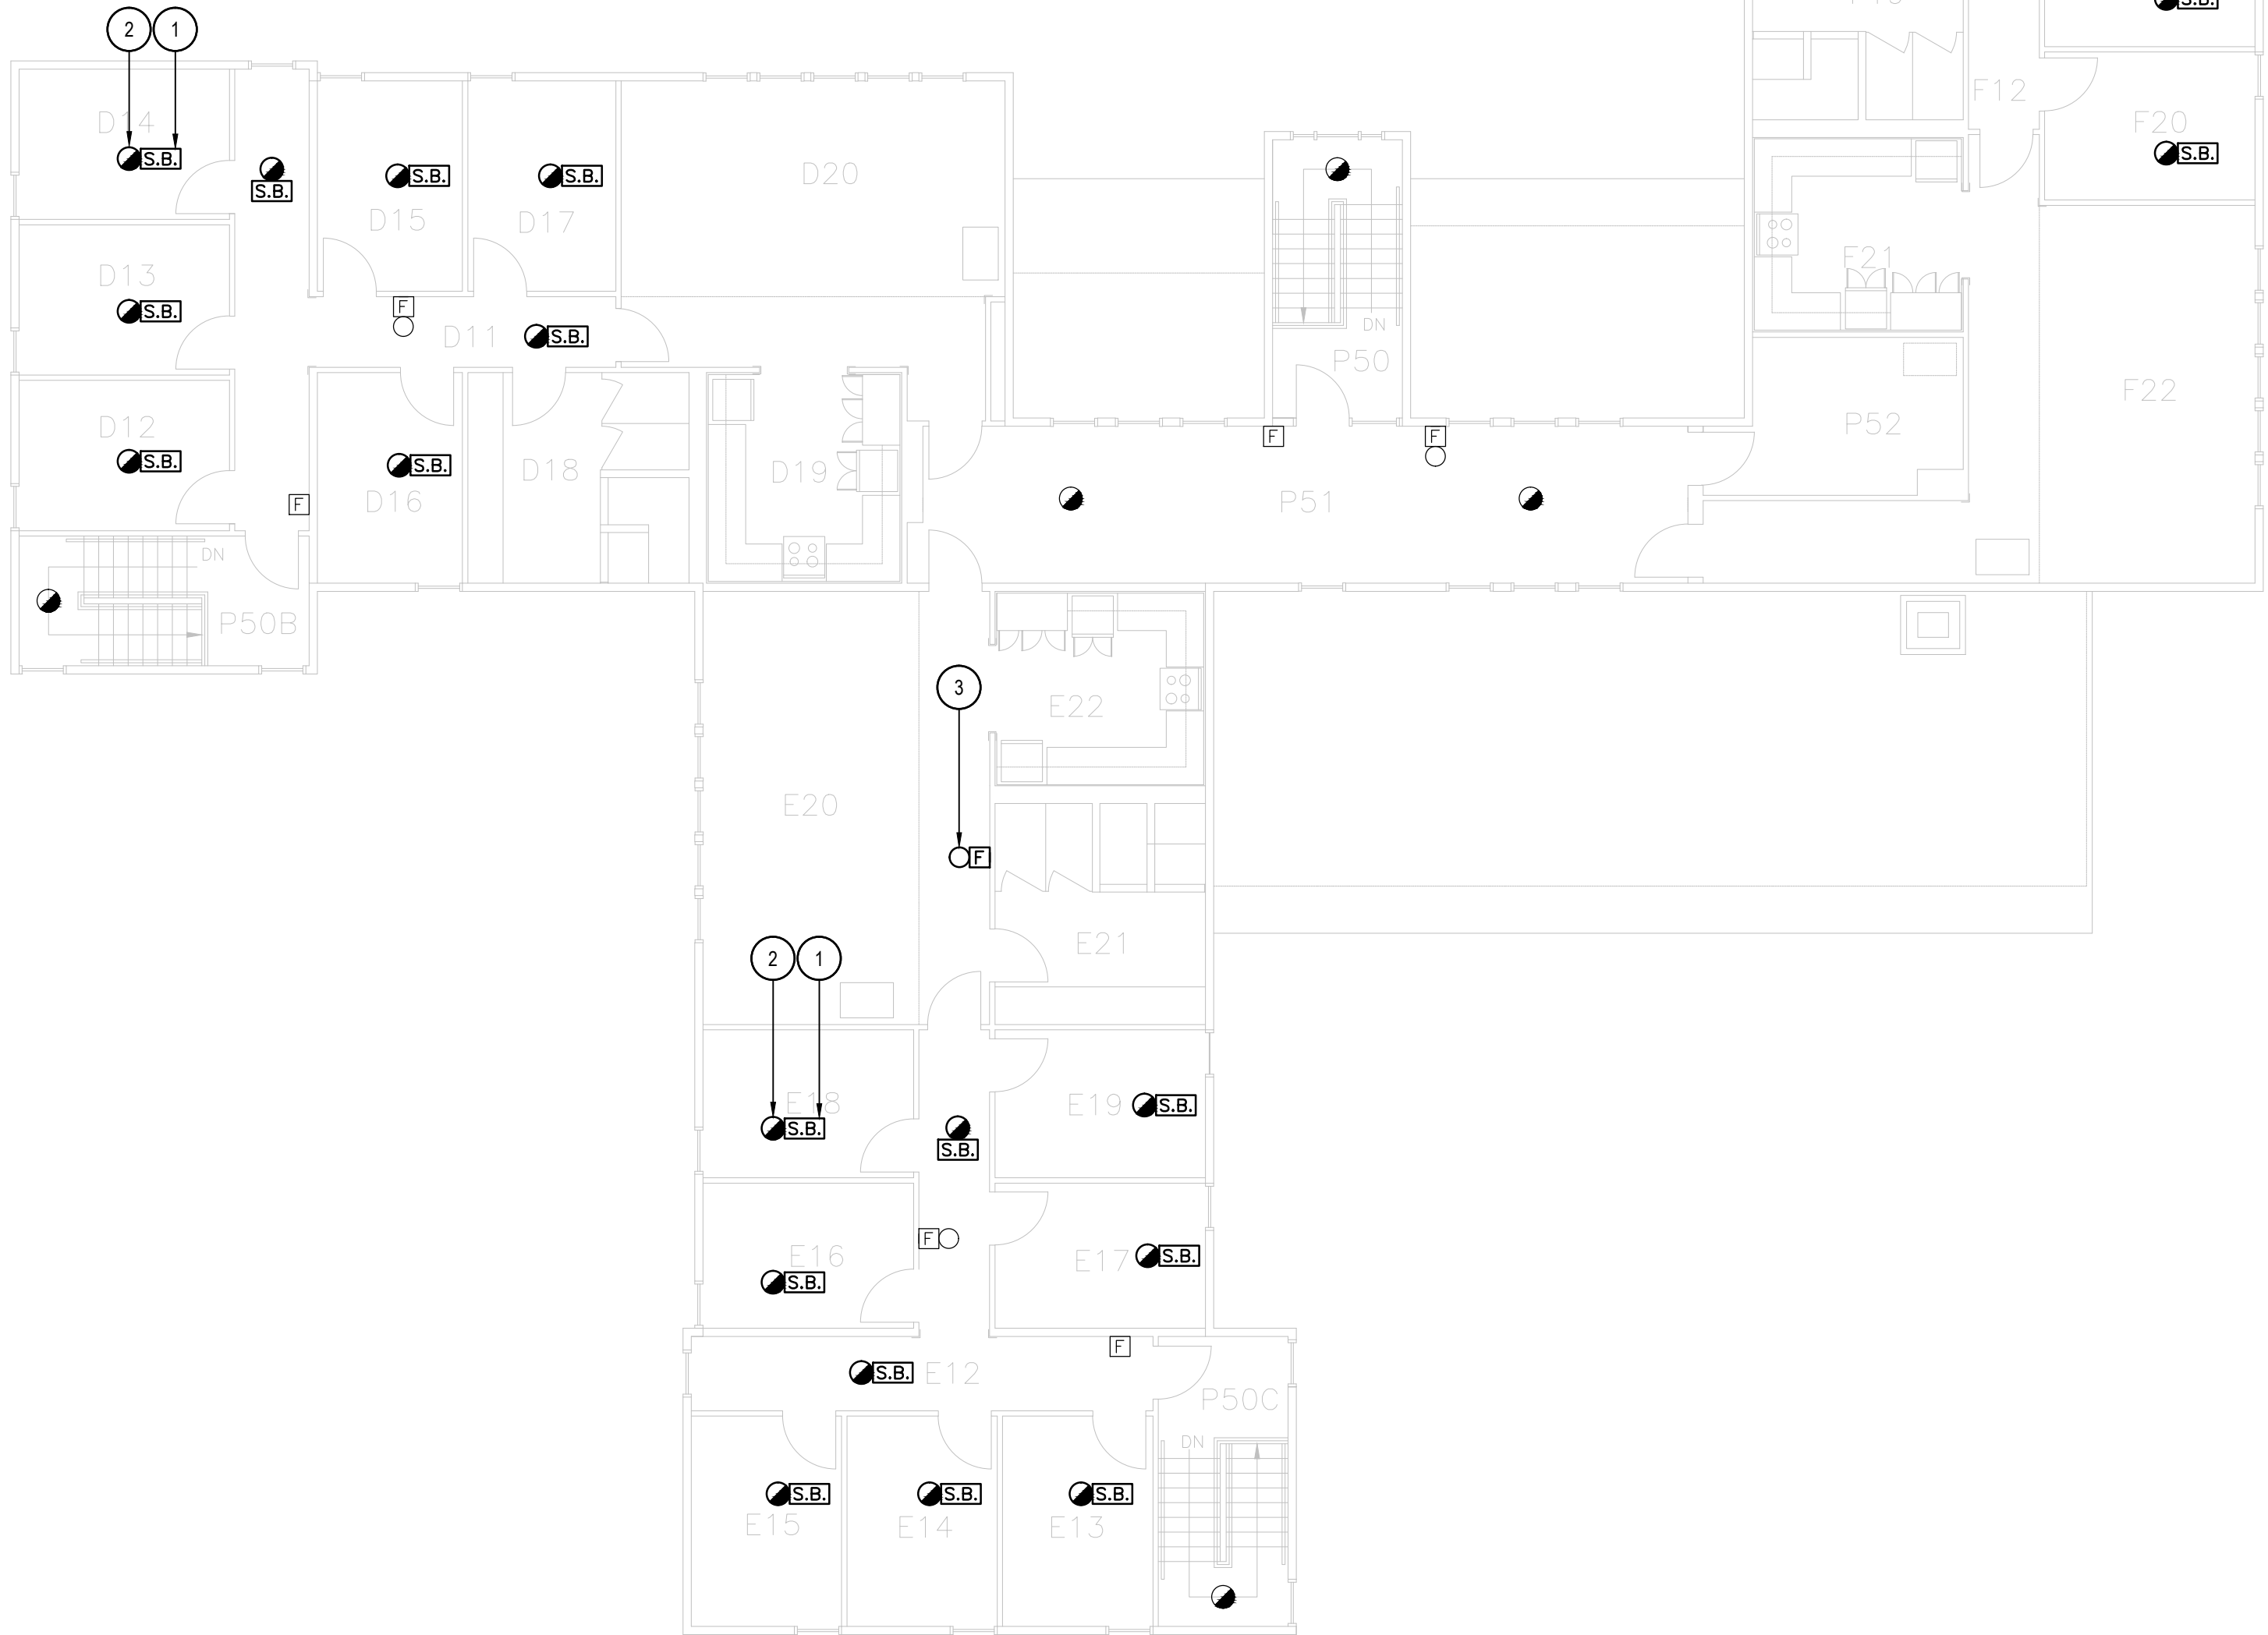 S.B.
2 1
D14
S.B.
S.B.
F12
F20
S.B.
S.B.
S.B.
S.B.
D20
D15
D17
D13
S.B.
F
D11
S.B.
DN
P50
F22
D12
S.B.
S.B.
D16
D18
D19
F
F
P52
F
P51
DN
P50B
3
E22
E20
F
E21
2 1
E18
S.B.
S.B.
E19
S.B.
F
E16
S.B.
E17
S.B.
F
S.B.
E12
P50C
DN
S.B.
S.B.
S.B.
E15
E14
E13